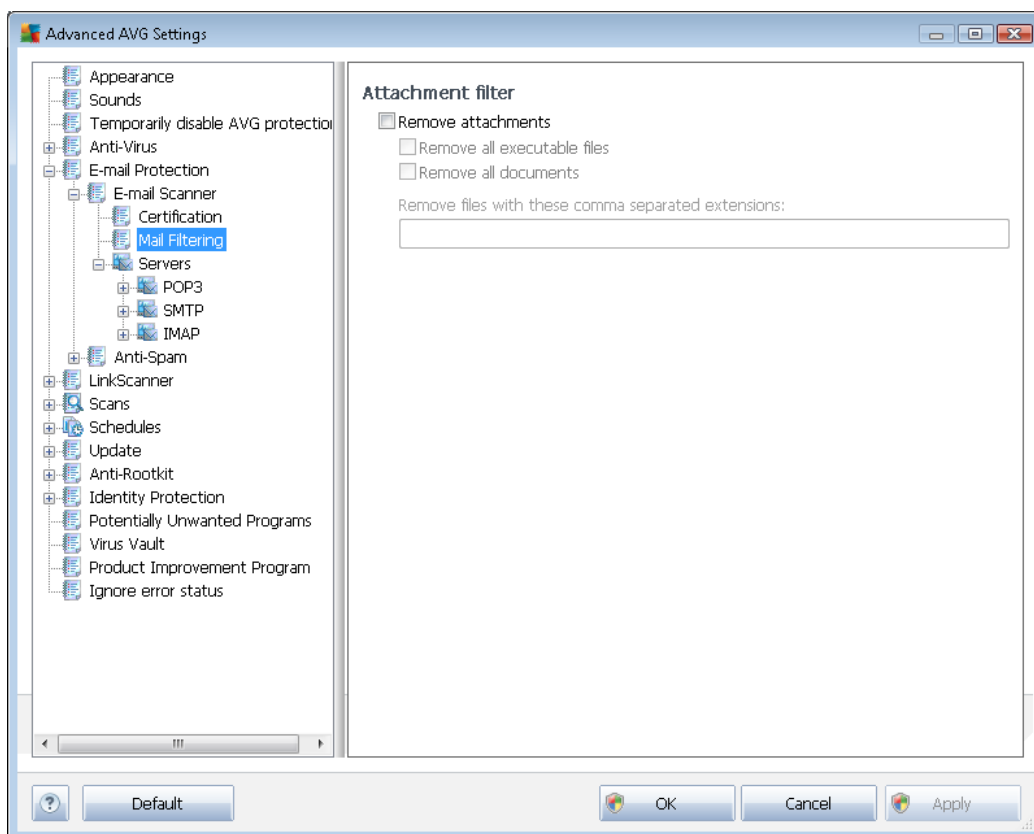 Advanced AVG Settings
Appearance
Sounds
Temporarily disable AVG protection
Anti-Virus
E-mail Protection
E-mail Scanner
Certification
Mail Filtering
Servers
POP3
SMTP
IMAP
Anti-Spam
LinkScanner
Scans
Schedules
Update
Anti-Rootkit
Identity Protection
Potentially Unwanted Programs
Virus Vault
Product Improvement Program
Ignore error status
Attachment filter
Remove attachments
Remove all executable files
Remove all documents
Remove files with these comma separated extensions:
? Default OK Cancel Apply